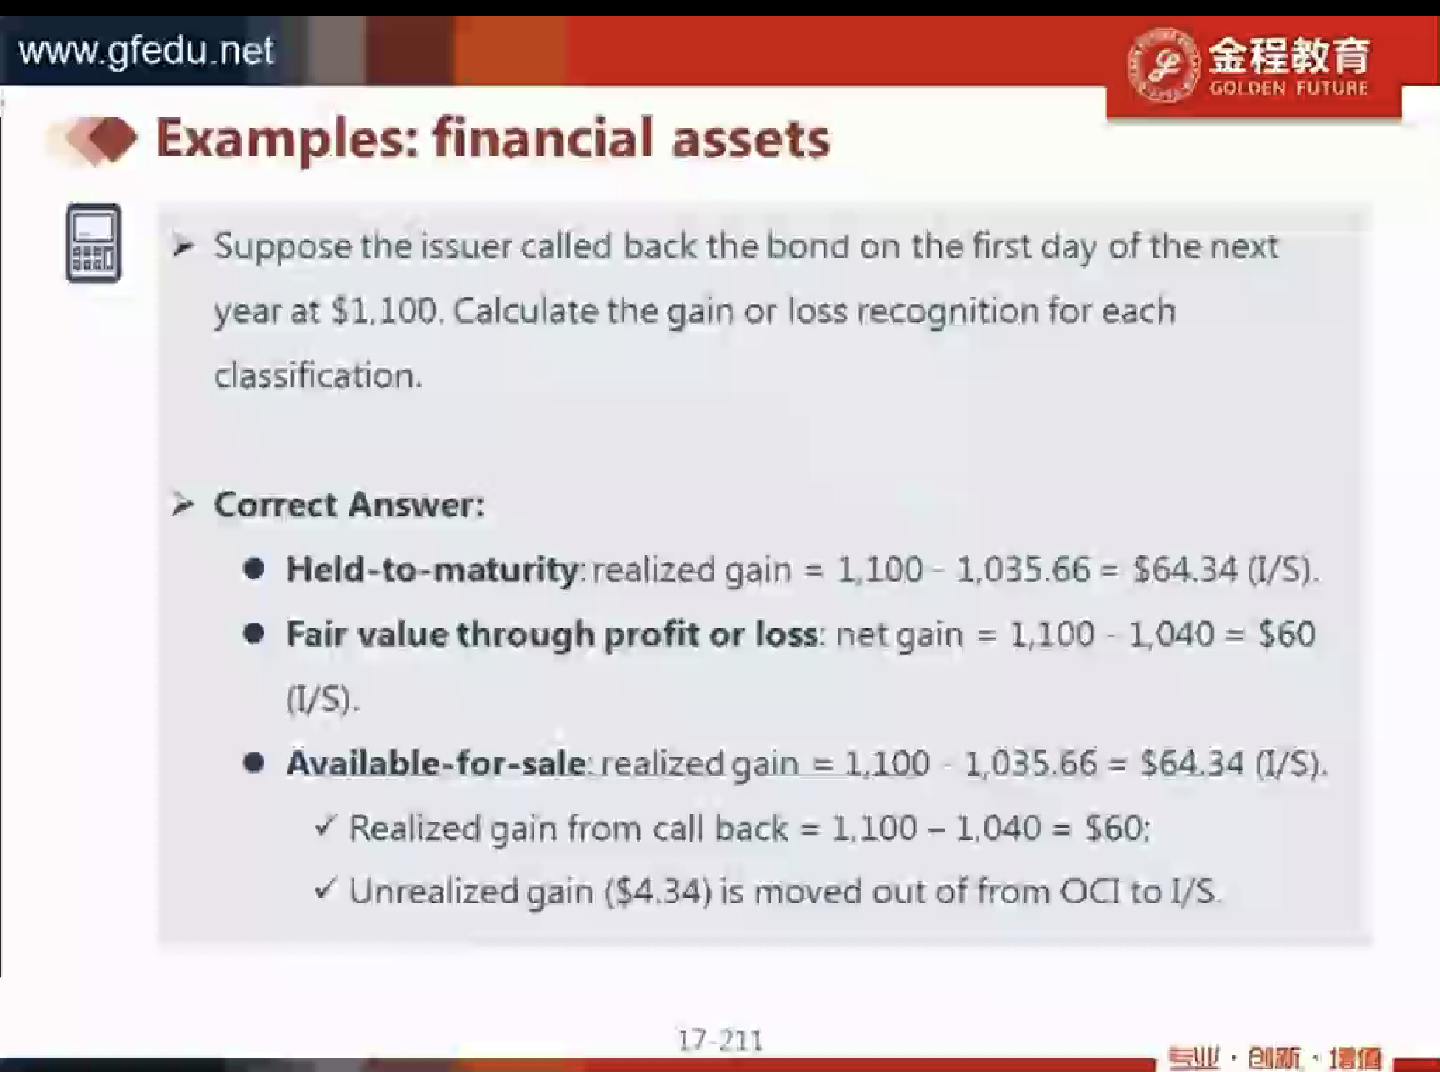 www.gfedu.net
金程教育
GOLDEN FUTURE
Examples: financial assets
➢ Suppose the issuer called back the bond on the first day of the next
year at $1,100. Calculate the gain or loss recognition for each
classification.
➢ Correct Answer:
● Held-to-maturity: realized gain = 1,100 - 1,035.66 = $64.34 (I/S).
● Fair value through profit or loss: net gain = 1,100 - 1,040 = $60
(I/S).
● Available-for-sale: realized gain = 1,100 - 1,035.66 = $64.34 (I/S).
✓ Realized gain from call back = 1,100 – 1,040 = $60;
✓ Unrealized gain ($4.34) is moved out of from OCI to I/S.
17-211
专业 · 创新 · 增值